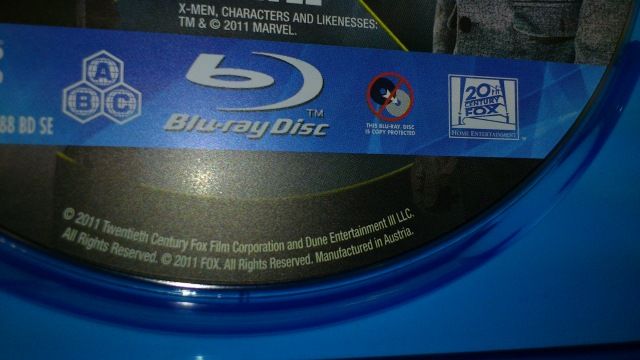 X-MEN, CHARACTERS AND LIKENESSES:
TM & © 2011 MARVEL.
A
B C
Blu-ray Disc TM
THIS BLU-RAY DISC
IS COPY PROTECTED
20TH
CENTURY
FOX
HOME ENTERTAINMENT
88 BD SE
© 2011 Twentieth Century Fox Film Corporation and Dune Entertainment III LLC.
All Rights Reserved. © 2011 FOX. All Rights Reserved. Manufactured in Austria.